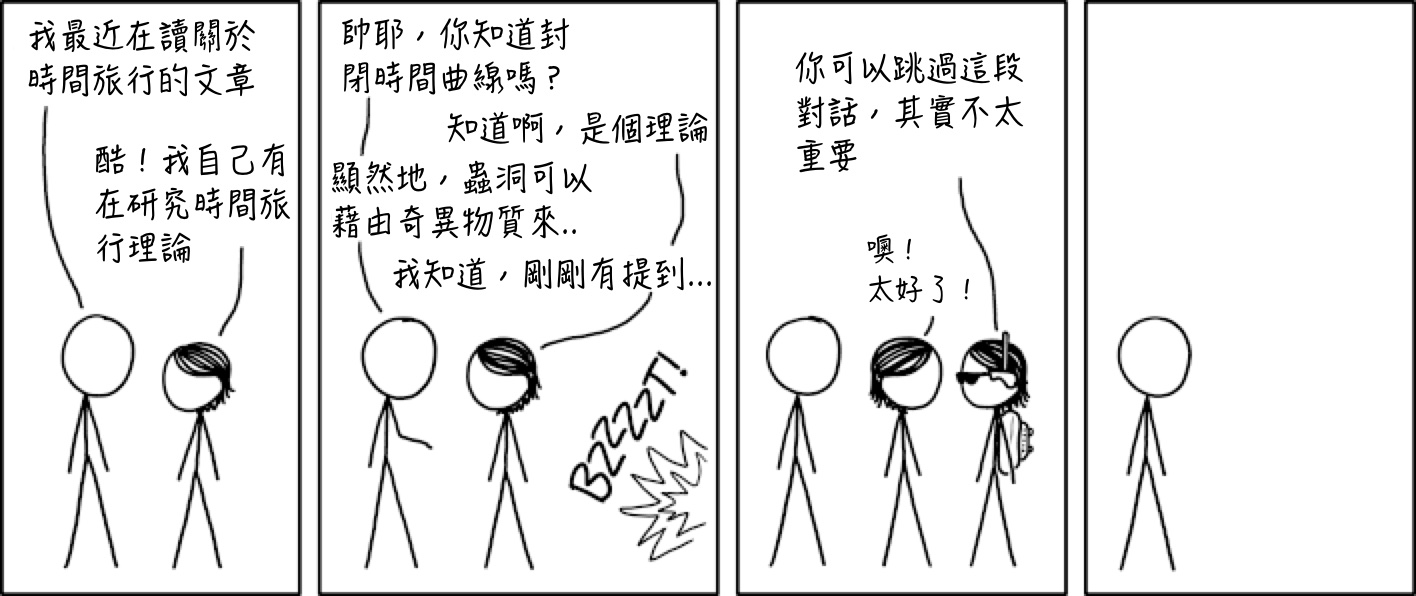 我最近在讀關於
時間旅行的文章
酷！我自己有
在研究時間旅
行理論
帥耶，你知道封
閉時間曲線嗎？
知道啊，是個理論
顯然地，蟲洞可以
藉由奇異物質來..
我知道，剛剛有提到...
BZZZZT!
你可以跳過這段
對話，其實不太
重要
噢！
太好了！